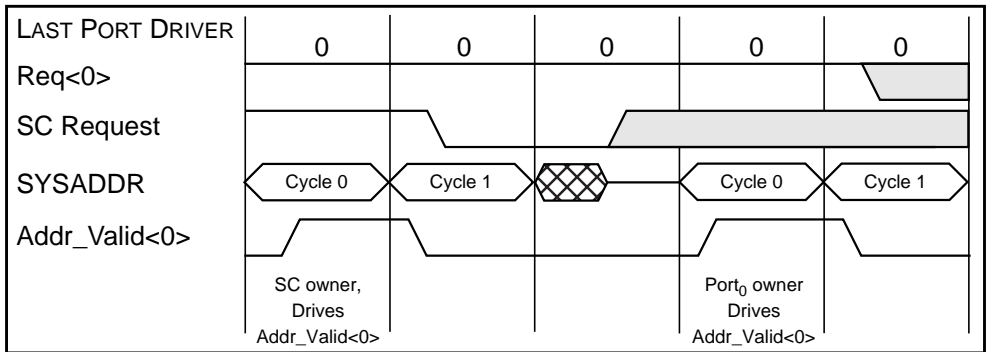 LAST PORT DRIVER
0 0 0 0 0
Req<0>
SC Request
SYSADDR
Cycle 0 Cycle 1 Cycle 0 Cycle 1
Addr_Valid<0>
SC owner,
Drives
Addr_Valid<0>
Port0 owner
Drives
Addr_Valid<0>